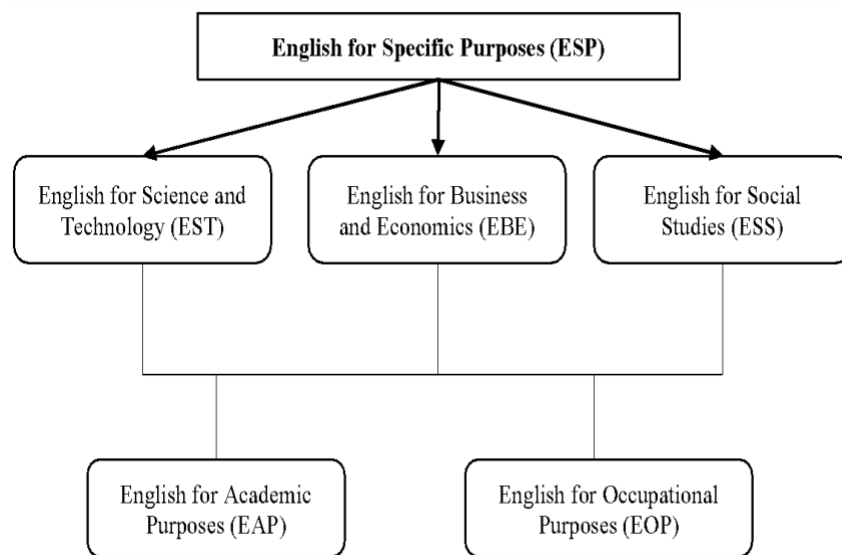 English for Specific Purposes (ESP)
English for Science and
Technology (EST)
English for Business
and Economics (EBE)
English for Social
Studies (ESS)
English for Academic
Purposes (EAP)
English for Occupational
Purposes (EOP)